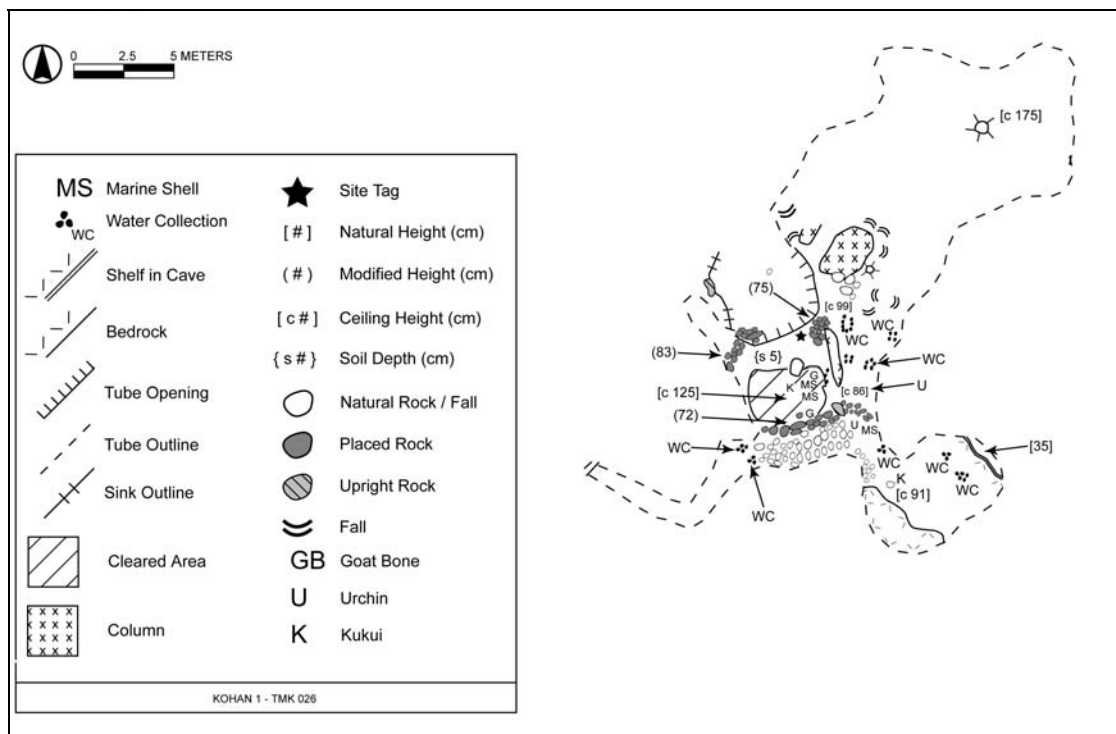 0 2.5 5 METERS
MS Marine Shell
WC Water Collection
Shelf in Cave
Bedrock
Tube Opening
Tube Outline
Sink Outline
Cleared Area
Column
Site Tag
[ # ] Natural Height (cm)
( # ) Modified Height (cm)
[ c # ] Ceiling Height (cm)
{ s # } Soil Depth (cm)
Natural Rock / Fall
Placed Rock
Upright Rock
Fall
GB Goat Bone
U Urchin
K Kukui
KOHAN 1 - TMK 026
[c 175]
(75)
[c 99]
WC
WC
(83)
{s 5}
WC
G
K
MS
MS
[c 125]
[c 86]
U
(72)
G
U
MS
WC
WC
WC
WC
[35]
K
[c 91]
WC